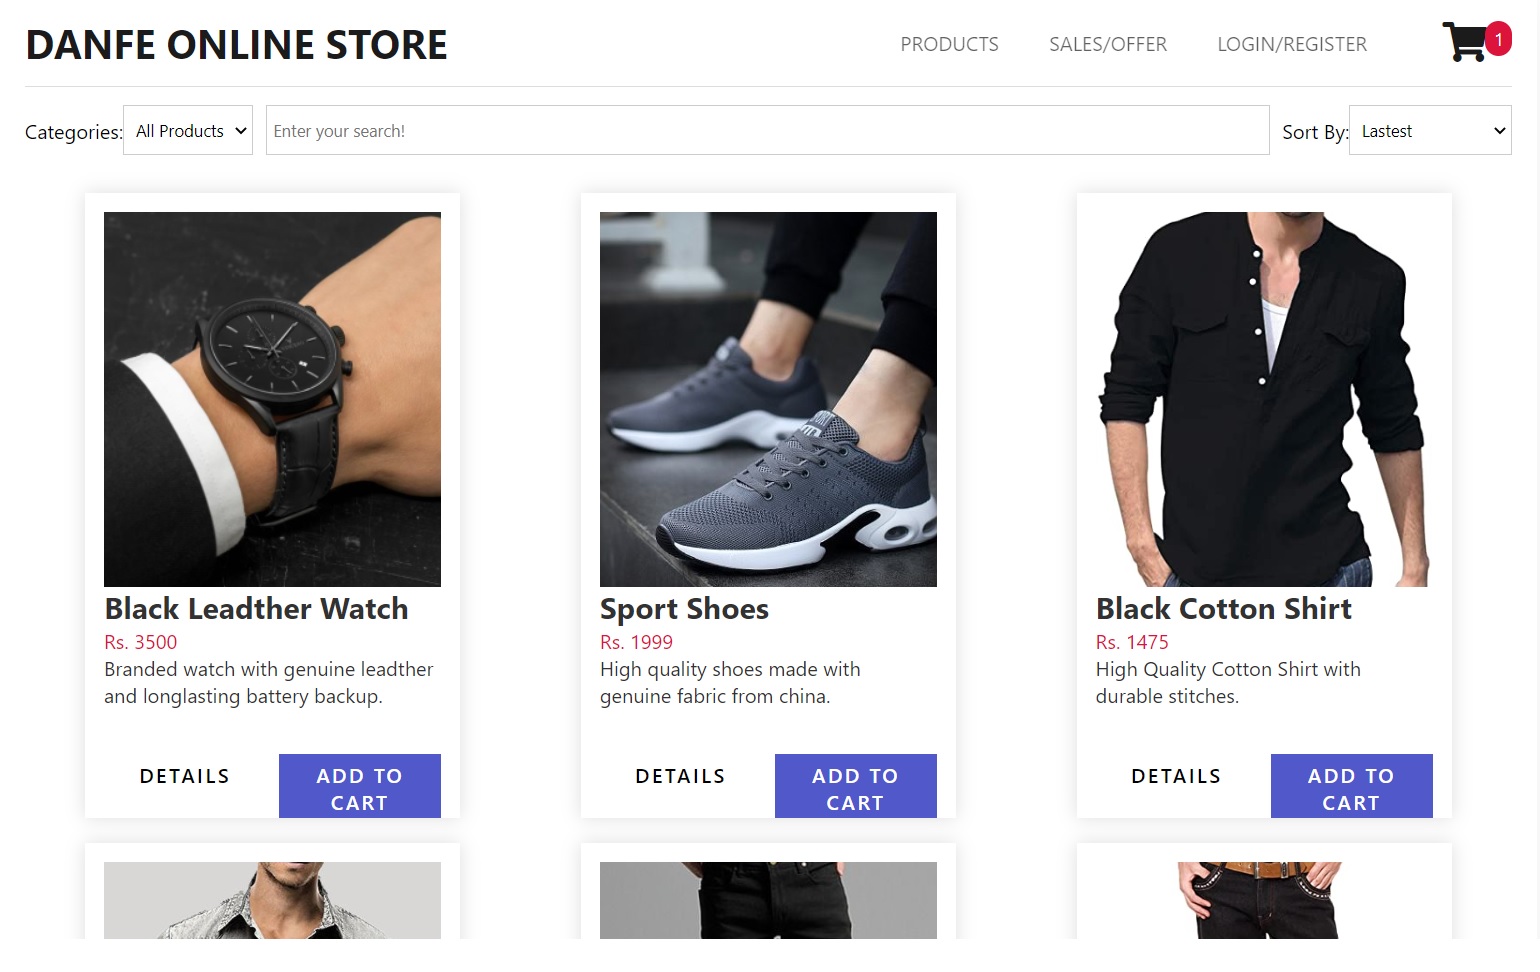 DANFE ONLINE STORE
PRODUCTS
SALES/OFFER
LOGIN/REGISTER
1
Categories:
All Products
Enter your search!
Sort By:
Lastest
Black Leadther Watch
Rs. 3500
Branded watch with genuine leadther
and longlasting battery backup.
DETAILS
ADD TO
CART
Sport Shoes
Rs. 1999
High quality shoes made with
genuine fabric from china.
DETAILS
ADD TO
CART
Black Cotton Shirt
Rs. 1475
High Quality Cotton Shirt with
durable stitches.
DETAILS
ADD TO
CART